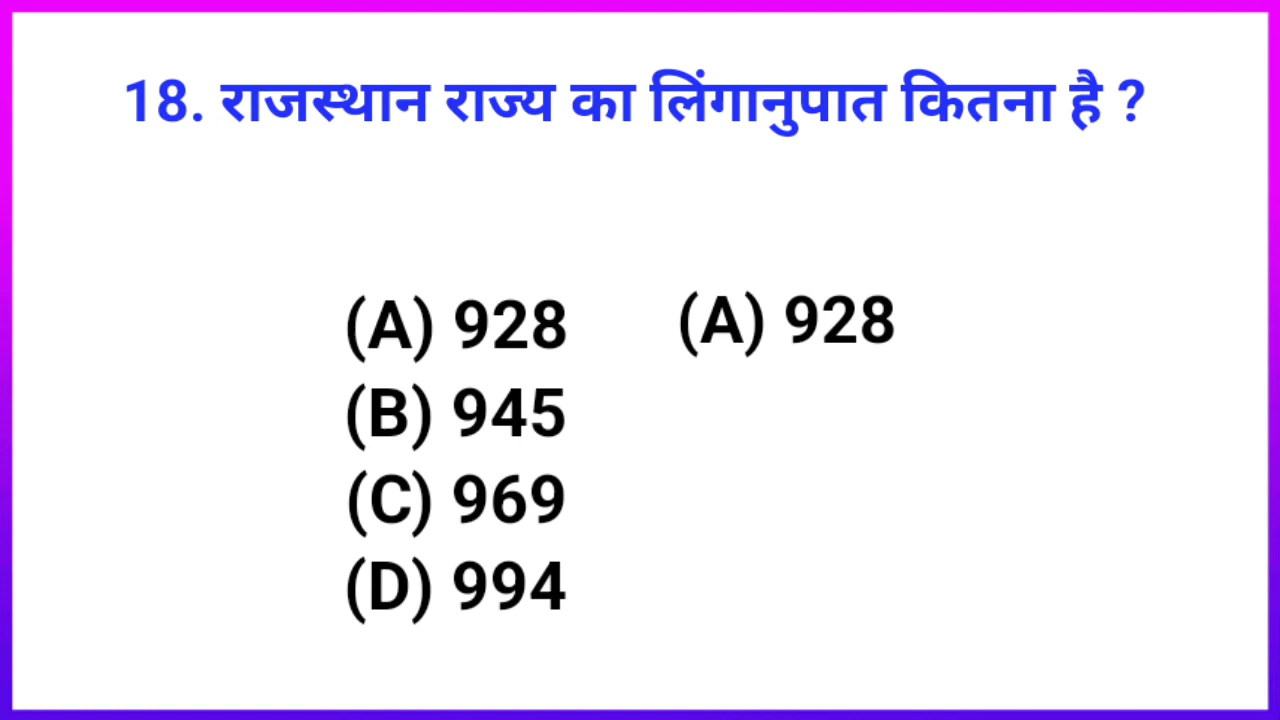 18. राजस्थान राज्य का लिंगानुपात कितना है ?
(A) 928
(A) 928
(B) 945
(C) 969
(D) 994